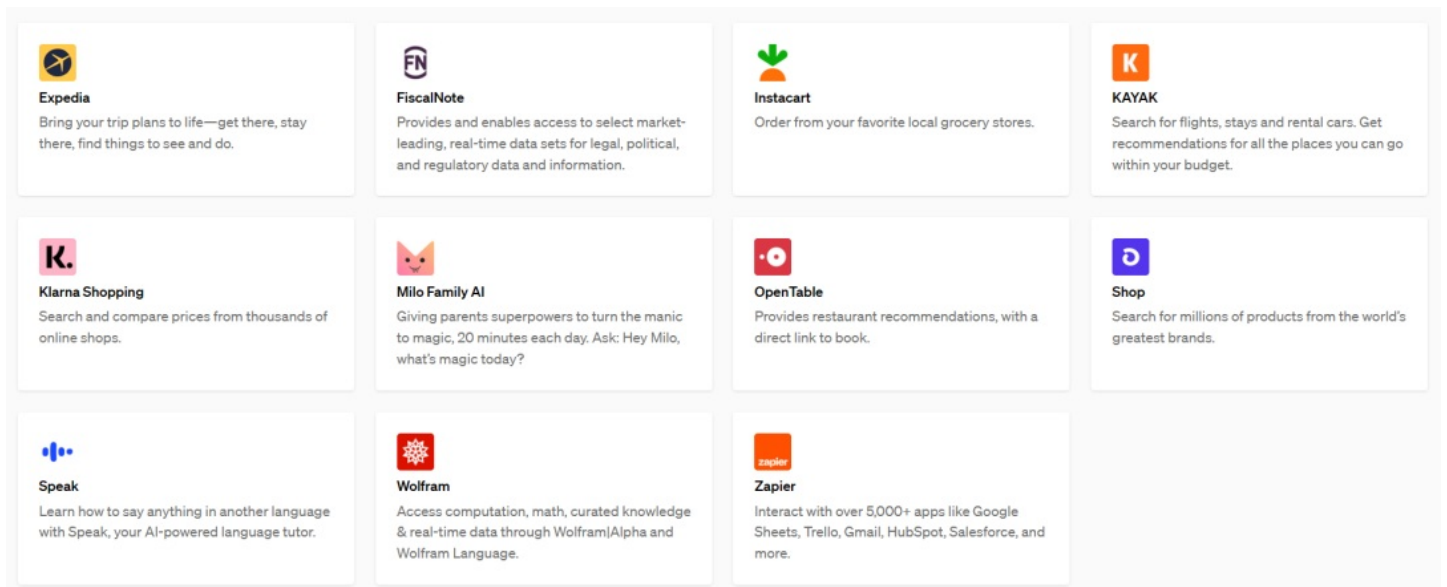 FN
K
Expedia
Bring your trip plans to life—get there, stay
there, find things to see and do.
FiscalNote
Provides and enables access to select market-
leading, real-time data sets for legal, political,
and regulatory data and information.
Instacart
Order from your favorite local grocery stores.
KAYAK
Search for flights, stays and rental cars. Get
recommendations for all the places you can go
within your budget.
K.
Klarna Shopping
Search and compare prices from thousands of
online shops.
Milo Family AI
Giving parents superpowers to turn the manic
to magic, 20 minutes each day. Ask: Hey Milo,
what's magic today?
OpenTable
Provides restaurant recommendations, with a
direct link to book.
Shop
Search for millions of products from the world's
greatest brands.
Speak
Learn how to say anything in another language
with Speak, your AI-powered language tutor.
Wolfram
Access computation, math, curated knowledge
& real-time data through Wolfram|Alpha and
Wolfram Language.
zapier
Zapier
Interact with over 5,000+ apps like Google
Sheets, Trello, Gmail, HubSpot, Salesforce, and
more.